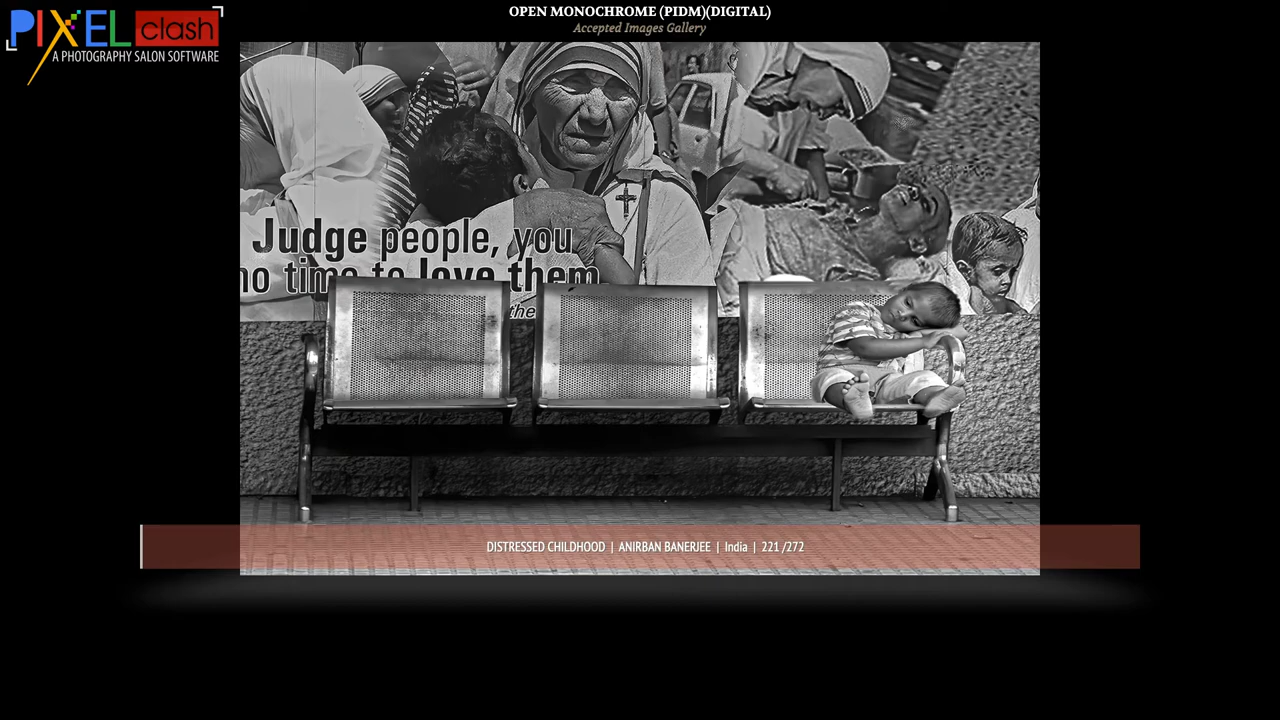 PIXEL clash
A PHOTOGRAPHY SALON SOFTWARE
OPEN MONOCHROME (PIDM)(DIGITAL)
Accepted Images Gallery
Judge people, you
no time to love them
the
DISTRESSED CHILDHOOD | ANIRBAN BANERJEE | India | 221 /272